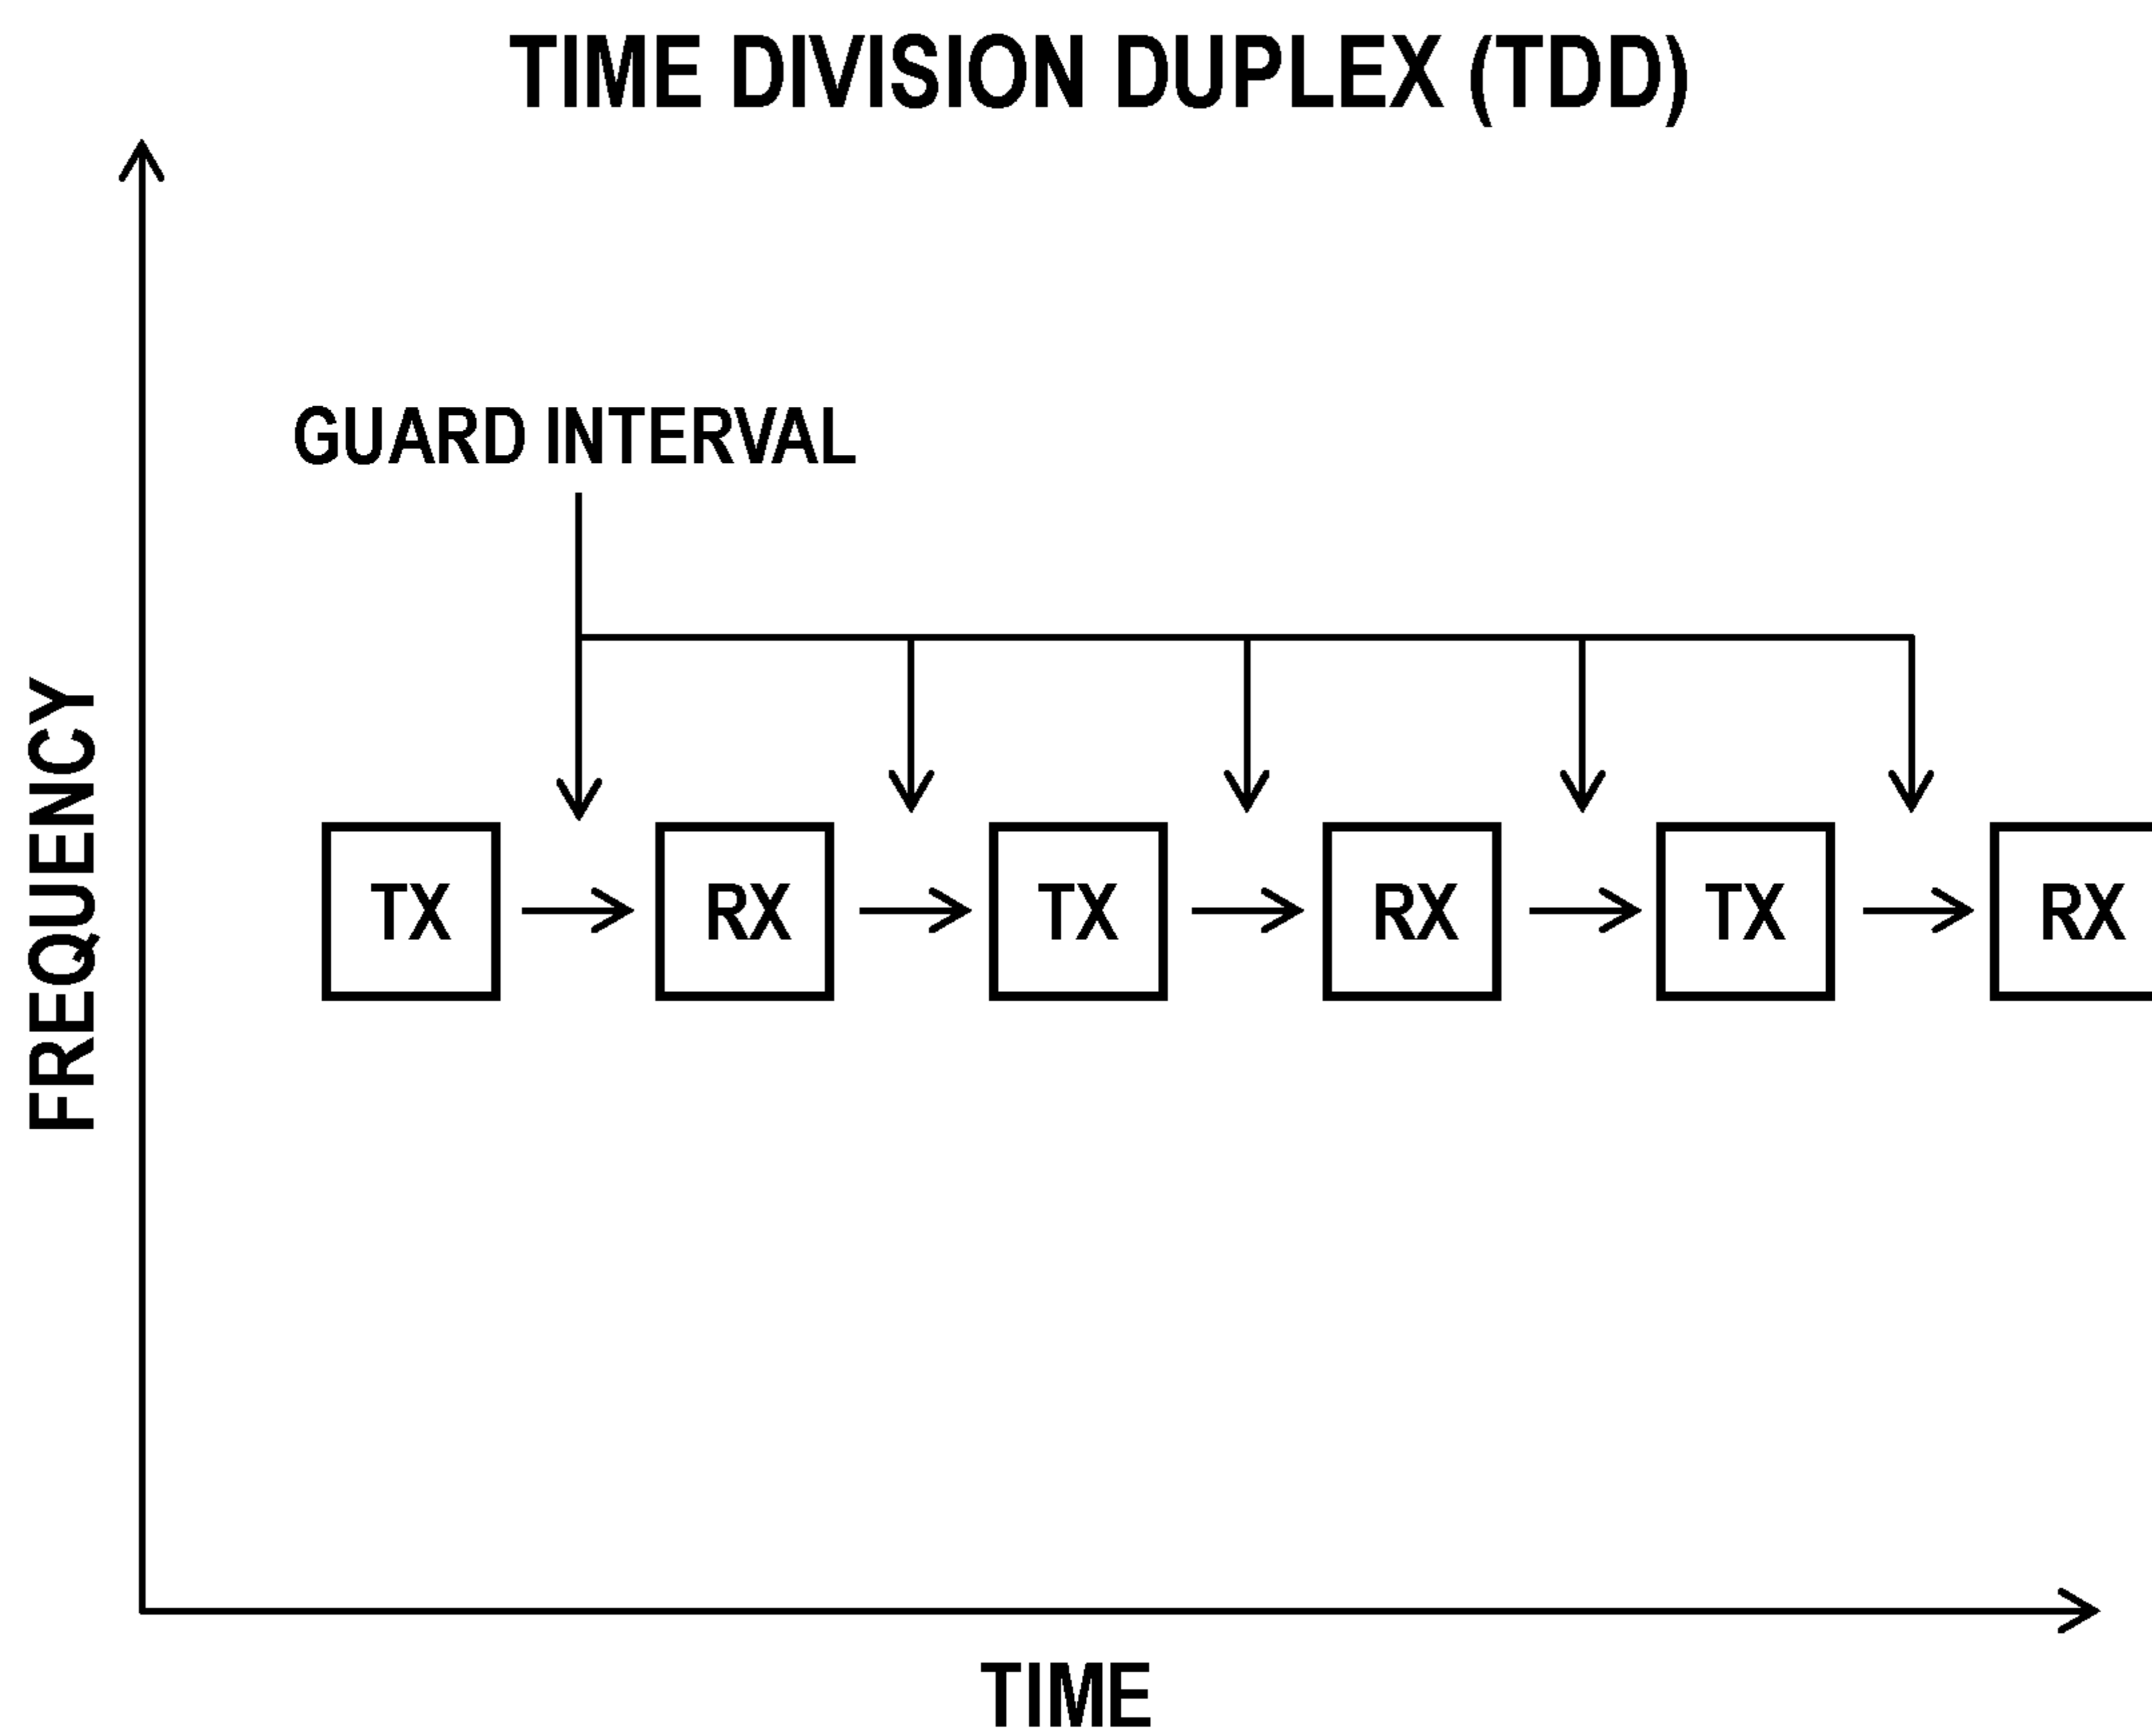 TIME DIVISION DUPLEX (TDD)
GUARD INTERVAL
FREQUENCY
TX RX TX RX TX RX
TIME